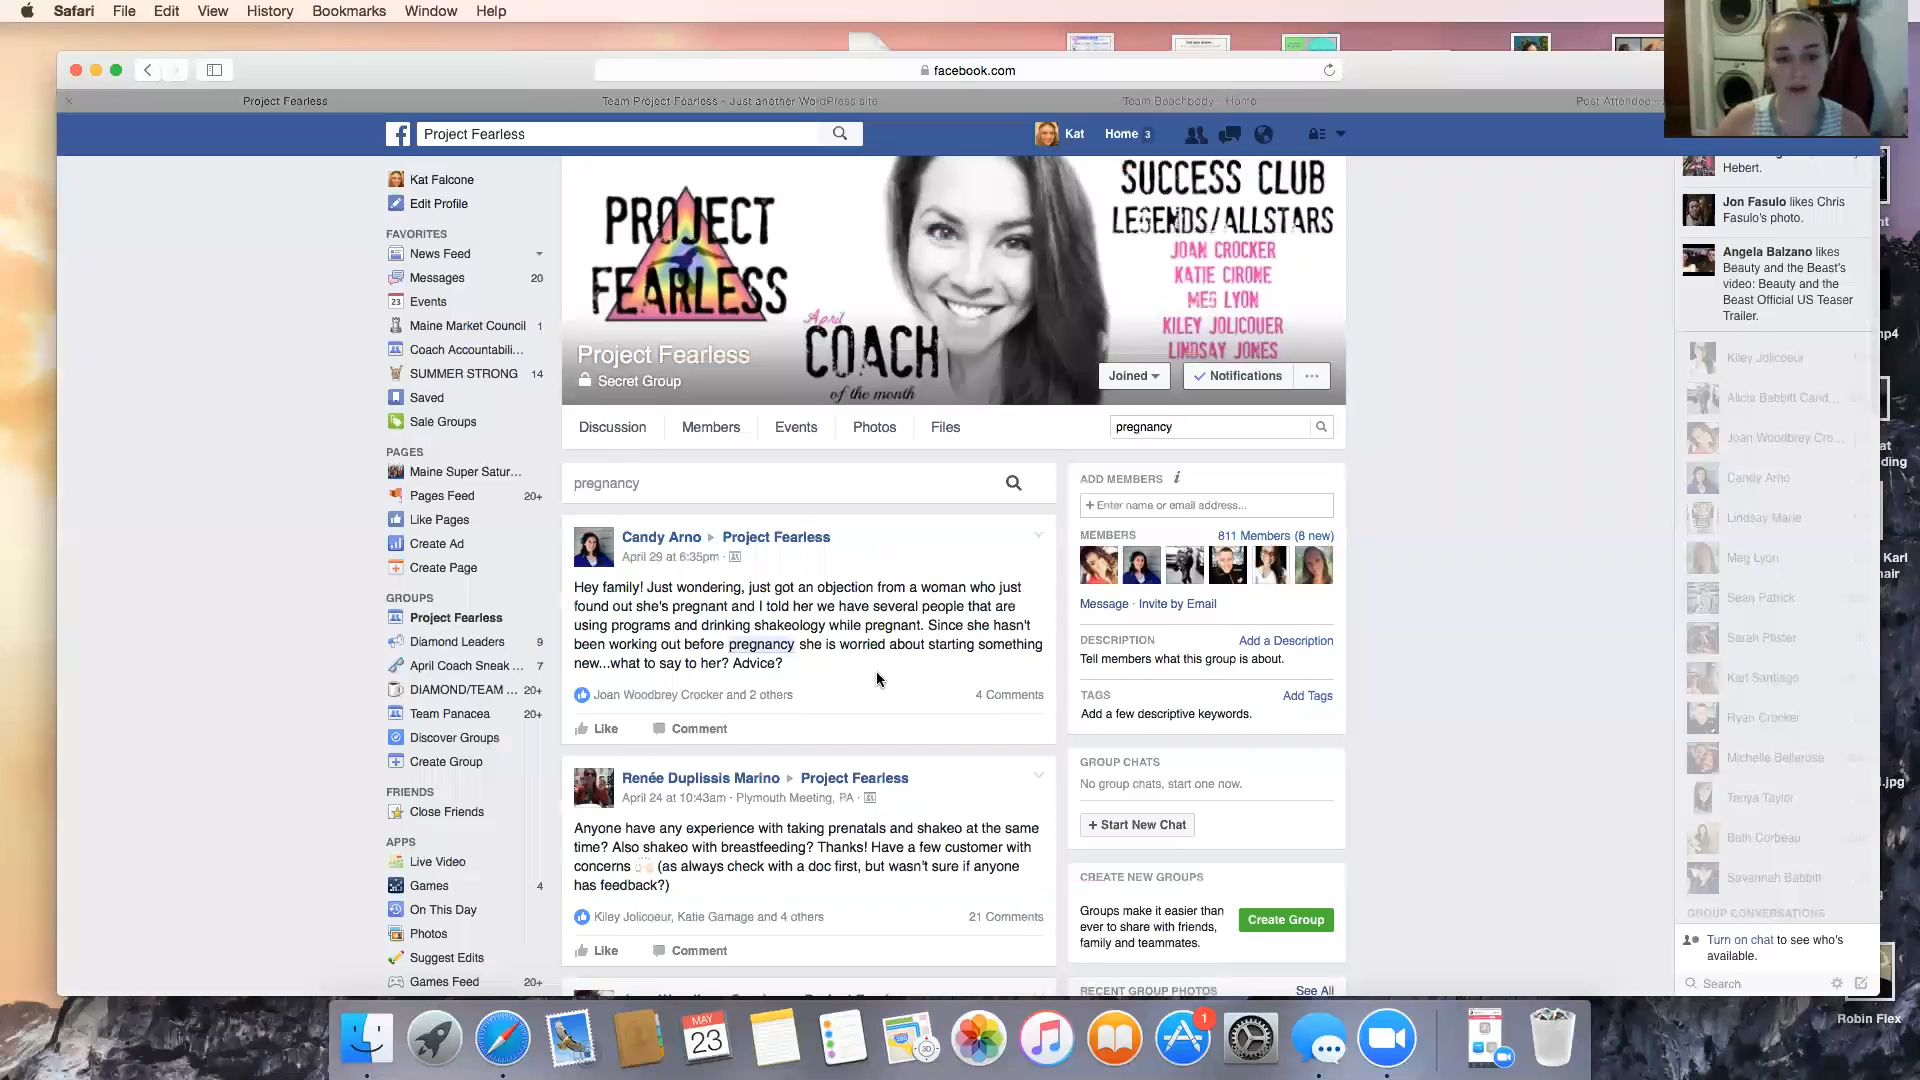 Safari File Edit View History Bookmarks Window Help
facebook.com
Project Fearless
Team Project Fearless - Just another WordPress site
Team Beachbody - Home
Post Attendee -
Project Fearless
Kat Home 3
Kat Falcone
Edit Profile
FAVORITES
News Feed
Messages 20
23 Events
Maine Market Council 1
Coach Accountabili...
SUMMER STRONG 14
Saved
Sale Groups
PAGES
Maine Super Satur...
Pages Feed 20+
Like Pages
Create Ad
Create Page
GROUPS
Project Fearless
Diamond Leaders 9
April Coach Sneak ... 7
DIAMOND/TEAM ... 20+
Team Panacea 20+
Discover Groups
Create Group
FRIENDS
Close Friends
APPS
Live Video
Games 4
On This Day
Photos
Suggest Edits
Games Feed 20+
PROJECT
FEARLESS
April
COACH
of the month
SUCCESS CLUB
LEGENDS/ALLSTARS
JOAN CROCKER
KATIE CIRONE
MEG LYON
KILEY JOLICOUER
LINDSAY JONES
Project Fearless
Secret Group
Joined
Notifications
Discussion Members Events Photos Files
pregnancy
pregnancy
Candy Arno Project Fearless
April 29 at 6:35pm ·
Hey family! Just wondering, just got an objection from a woman who just
found out she's pregnant and I told her we have several people that are
using programs and drinking shakeology while pregnant. Since she hasn't
been working out before pregnancy she is worried about starting something
new...what to say to her? Advice?
Joan Woodbrey Crocker and 2 others
4 Comments
Like Comment
Renée Duplissis Marino Project Fearless
April 24 at 10:43am · Plymouth Meeting, PA ·
Anyone have any experience with taking prenatals and shakeo at the same
time? Also shakeo with breastfeeding? Thanks! Have a few customer with
concerns (as always check with a doc first, but wasn't sure if anyone
has feedback?)
Kiley Jolicoeur, Katie Gamage and 4 others
21 Comments
Like Comment
ADD MEMBERS
+ Enter name or email address...
MEMBERS 811 Members (8 new)
Message · Invite by Email
DESCRIPTION Add a Description
Tell members what this group is about.
TAGS Add Tags
Add a few descriptive keywords.
GROUP CHATS
No group chats, start one now.
+ Start New Chat
CREATE NEW GROUPS
Groups make it easier than
ever to share with friends,
family and teammates.
Create Group
RECENT GROUP PHOTOS See All
Hebert.
Jon Fasulo likes Chris
Fasulo's photo.
Angela Balzano likes
Beauty and the Beast's
video: Beauty and the
Beast Official US Teaser
Trailer.
Kiley Jolicoeur
Alicia Babbitt Cand...
Joan Woodbrey Cro...
Candy Arno
Lindsay Marie
Meg Lyon
Sean Patrick
Sarah Pfister
Karl Santiago
Ryan Crocker
Michelle Bellerose
Tanya Taylor
Beth Corbeau
Savannah Babbitt
GROUP CONVERSATIONS
Turn on chat to see who's
available.
Search
Robin Flex
MAY
23
1